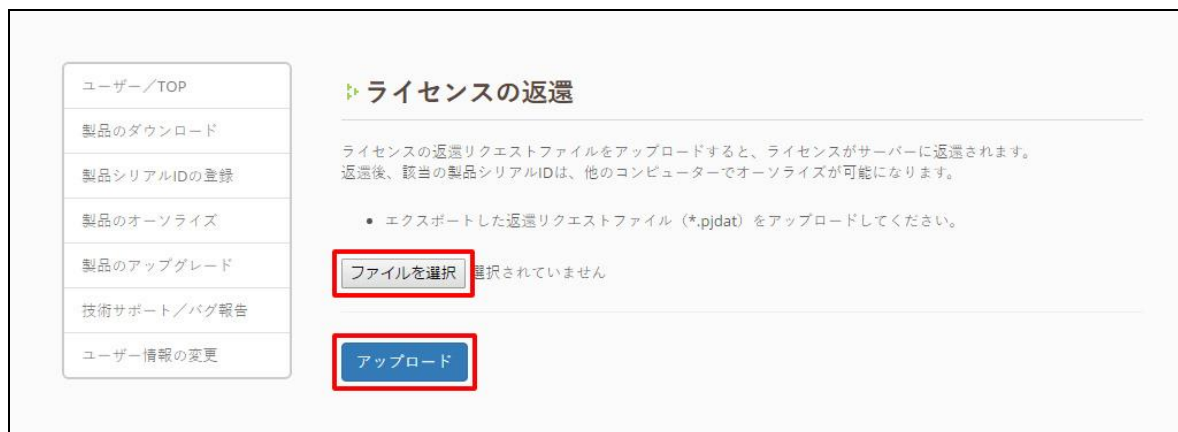 ユーザー／TOP
製品のダウンロード
製品シリアルIDの登録
製品のオーソライズ
製品のアップグレード
技術サポート／バグ報告
ユーザー情報の変更
ライセンスの返還
ライセンスの返還リクエストファイルをアップロードすると、ライセンスがサーバーに返還されます。
返還後、該当の製品シリアルIDは、他のコンピューターでオーソライズが可能になります。
• エクスポートした返還リクエストファイル（*.pjdat）をアップロードしてください。
ファイルを選択 選択されていません
アップロード